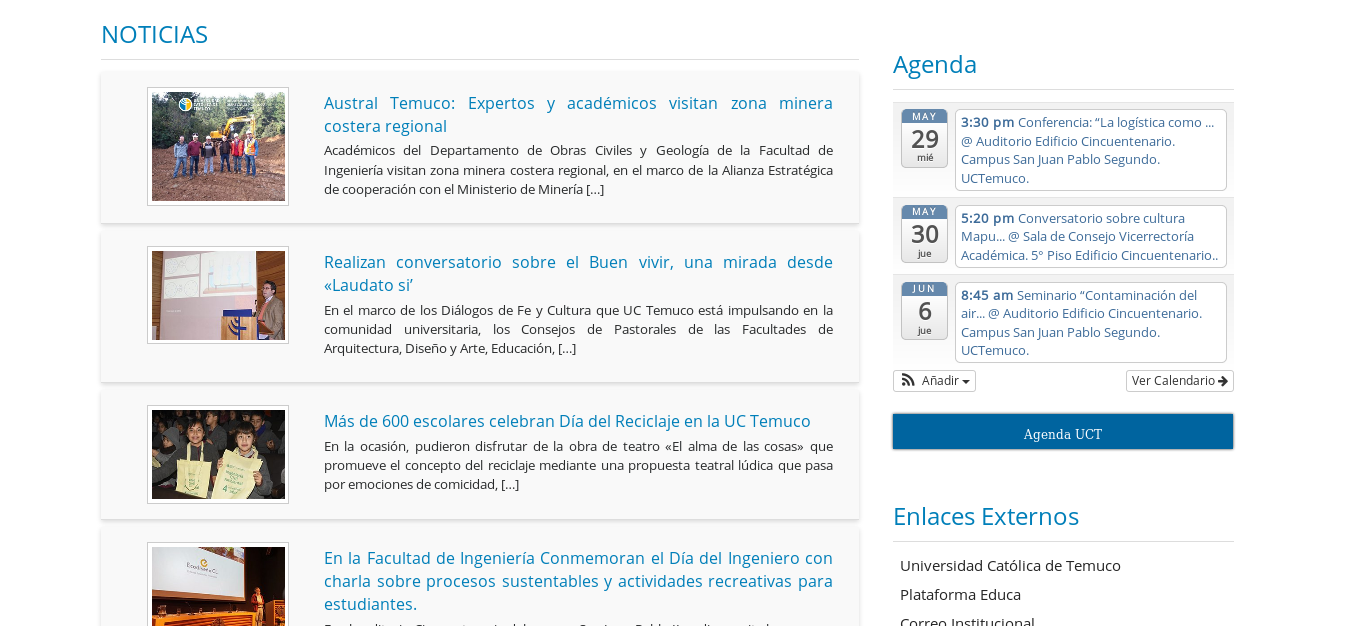 NOTICIAS
Austral Temuco: Expertos y académicos visitan zona minera
costera regional
Académicos del Departamento de Obras Civiles y Geología de la Facultad de
Ingeniería visitan zona minera costera regional, en el marco de la Alianza Estratégica
de cooperación con el Ministerio de Minería [...]
Realizan conversatorio sobre el Buen vivir, una mirada desde
«Laudato si’
En el marco de los Diálogos de Fe y Cultura que UC Temuco está impulsando en la
comunidad universitaria, los Consejos de Pastorales de las Facultades de
Arquitectura, Diseño y Arte, Educación, [...]
Más de 600 escolares celebran Día del Reciclaje en la UC Temuco
En la ocasión, pudieron disfrutar de la obra de teatro «El alma de las cosas» que
promueve el concepto del reciclaje mediante una propuesta teatral lúdica que pasa
por emociones de comicidad, [...]
En la Facultad de Ingeniería Conmemoran el Día del Ingeniero con
charla sobre procesos sustentables y actividades recreativas para
estudiantes.
Agenda
MAY
29
mié
3:30 pm Conferencia: “La logística como ...
@ Auditorio Edificio Cincuentenario.
Campus San Juan Pablo Segundo.
UCTemuco.
MAY
30
jue
5:20 pm Conversatorio sobre cultura
Mapu... @ Sala de Consejo Vicerrectoría
Académica. 5° Piso Edificio Cincuentenario..
JUN
6
jue
8:45 am Seminario “Contaminación del
air... @ Auditorio Edificio Cincuentenario.
Campus San Juan Pablo Segundo.
UCTemuco.
Añadir
Ver Calendario
Agenda UCT
Enlaces Externos
Universidad Católica de Temuco
Plataforma Educa
Correo Institucional